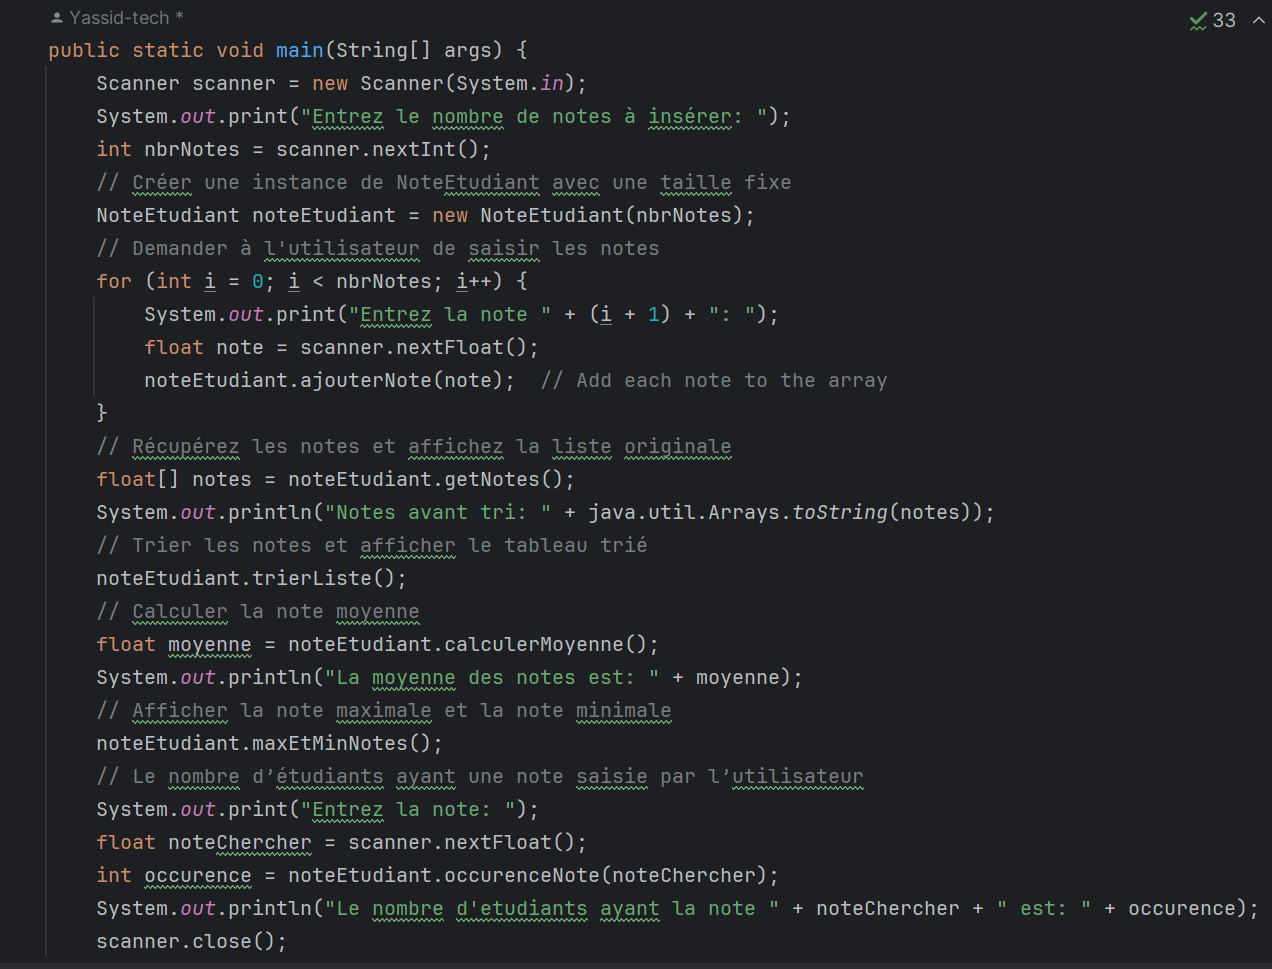 Yassid-tech *
33
public static void main(String[] args) {
    Scanner scanner = new Scanner(System.in);
    System.out.print("Entrez le nombre de notes à insérer: ");
    int nbrNotes = scanner.nextInt();
    // Créer une instance de NoteEtudiant avec une taille fixe
    NoteEtudiant noteEtudiant = new NoteEtudiant(nbrNotes);
    // Demander à l'utilisateur de saisir les notes
    for (int i = 0; i < nbrNotes; i++) {
        System.out.print("Entrez la note " + (i + 1) + ": ");
        float note = scanner.nextFloat();
        noteEtudiant.ajouterNote(note);  // Add each note to the array
    }
    // Récupérez les notes et affichez la liste originale
    float[] notes = noteEtudiant.getNotes();
    System.out.println("Notes avant tri: " + java.util.Arrays.toString(notes));
    // Trier les notes et afficher le tableau trié
    noteEtudiant.trierListe();
    // Calculer la note moyenne
    float moyenne = noteEtudiant.calculerMoyenne();
    System.out.println("La moyenne des notes est: " + moyenne);
    // Afficher la note maximale et la note minimale
    noteEtudiant.maxEtMinNotes();
    // Le nombre d’étudiants ayant une note saisie par l’utilisateur
    System.out.print("Entrez la note: ");
    float noteChercher = scanner.nextFloat();
    int occurence = noteEtudiant.occurenceNote(noteChercher);
    System.out.println("Le nombre d'etudiants ayant la note " + noteChercher + " est: " + occurence);
    scanner.close();